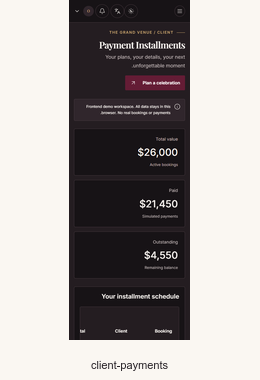 THE GRAND VENUE / CLIENT
Payment Installments
Your plans, your details, your next
unforgettable moment.
Plan a celebration
Frontend demo workspace. All data stays in this
browser. No real bookings or payments.
Total value
$26,000
Active bookings
Paid
$21,450
Simulated payments
Outstanding
$4,550
Remaining balance
Your installment schedule
Client
Booking
client-payments